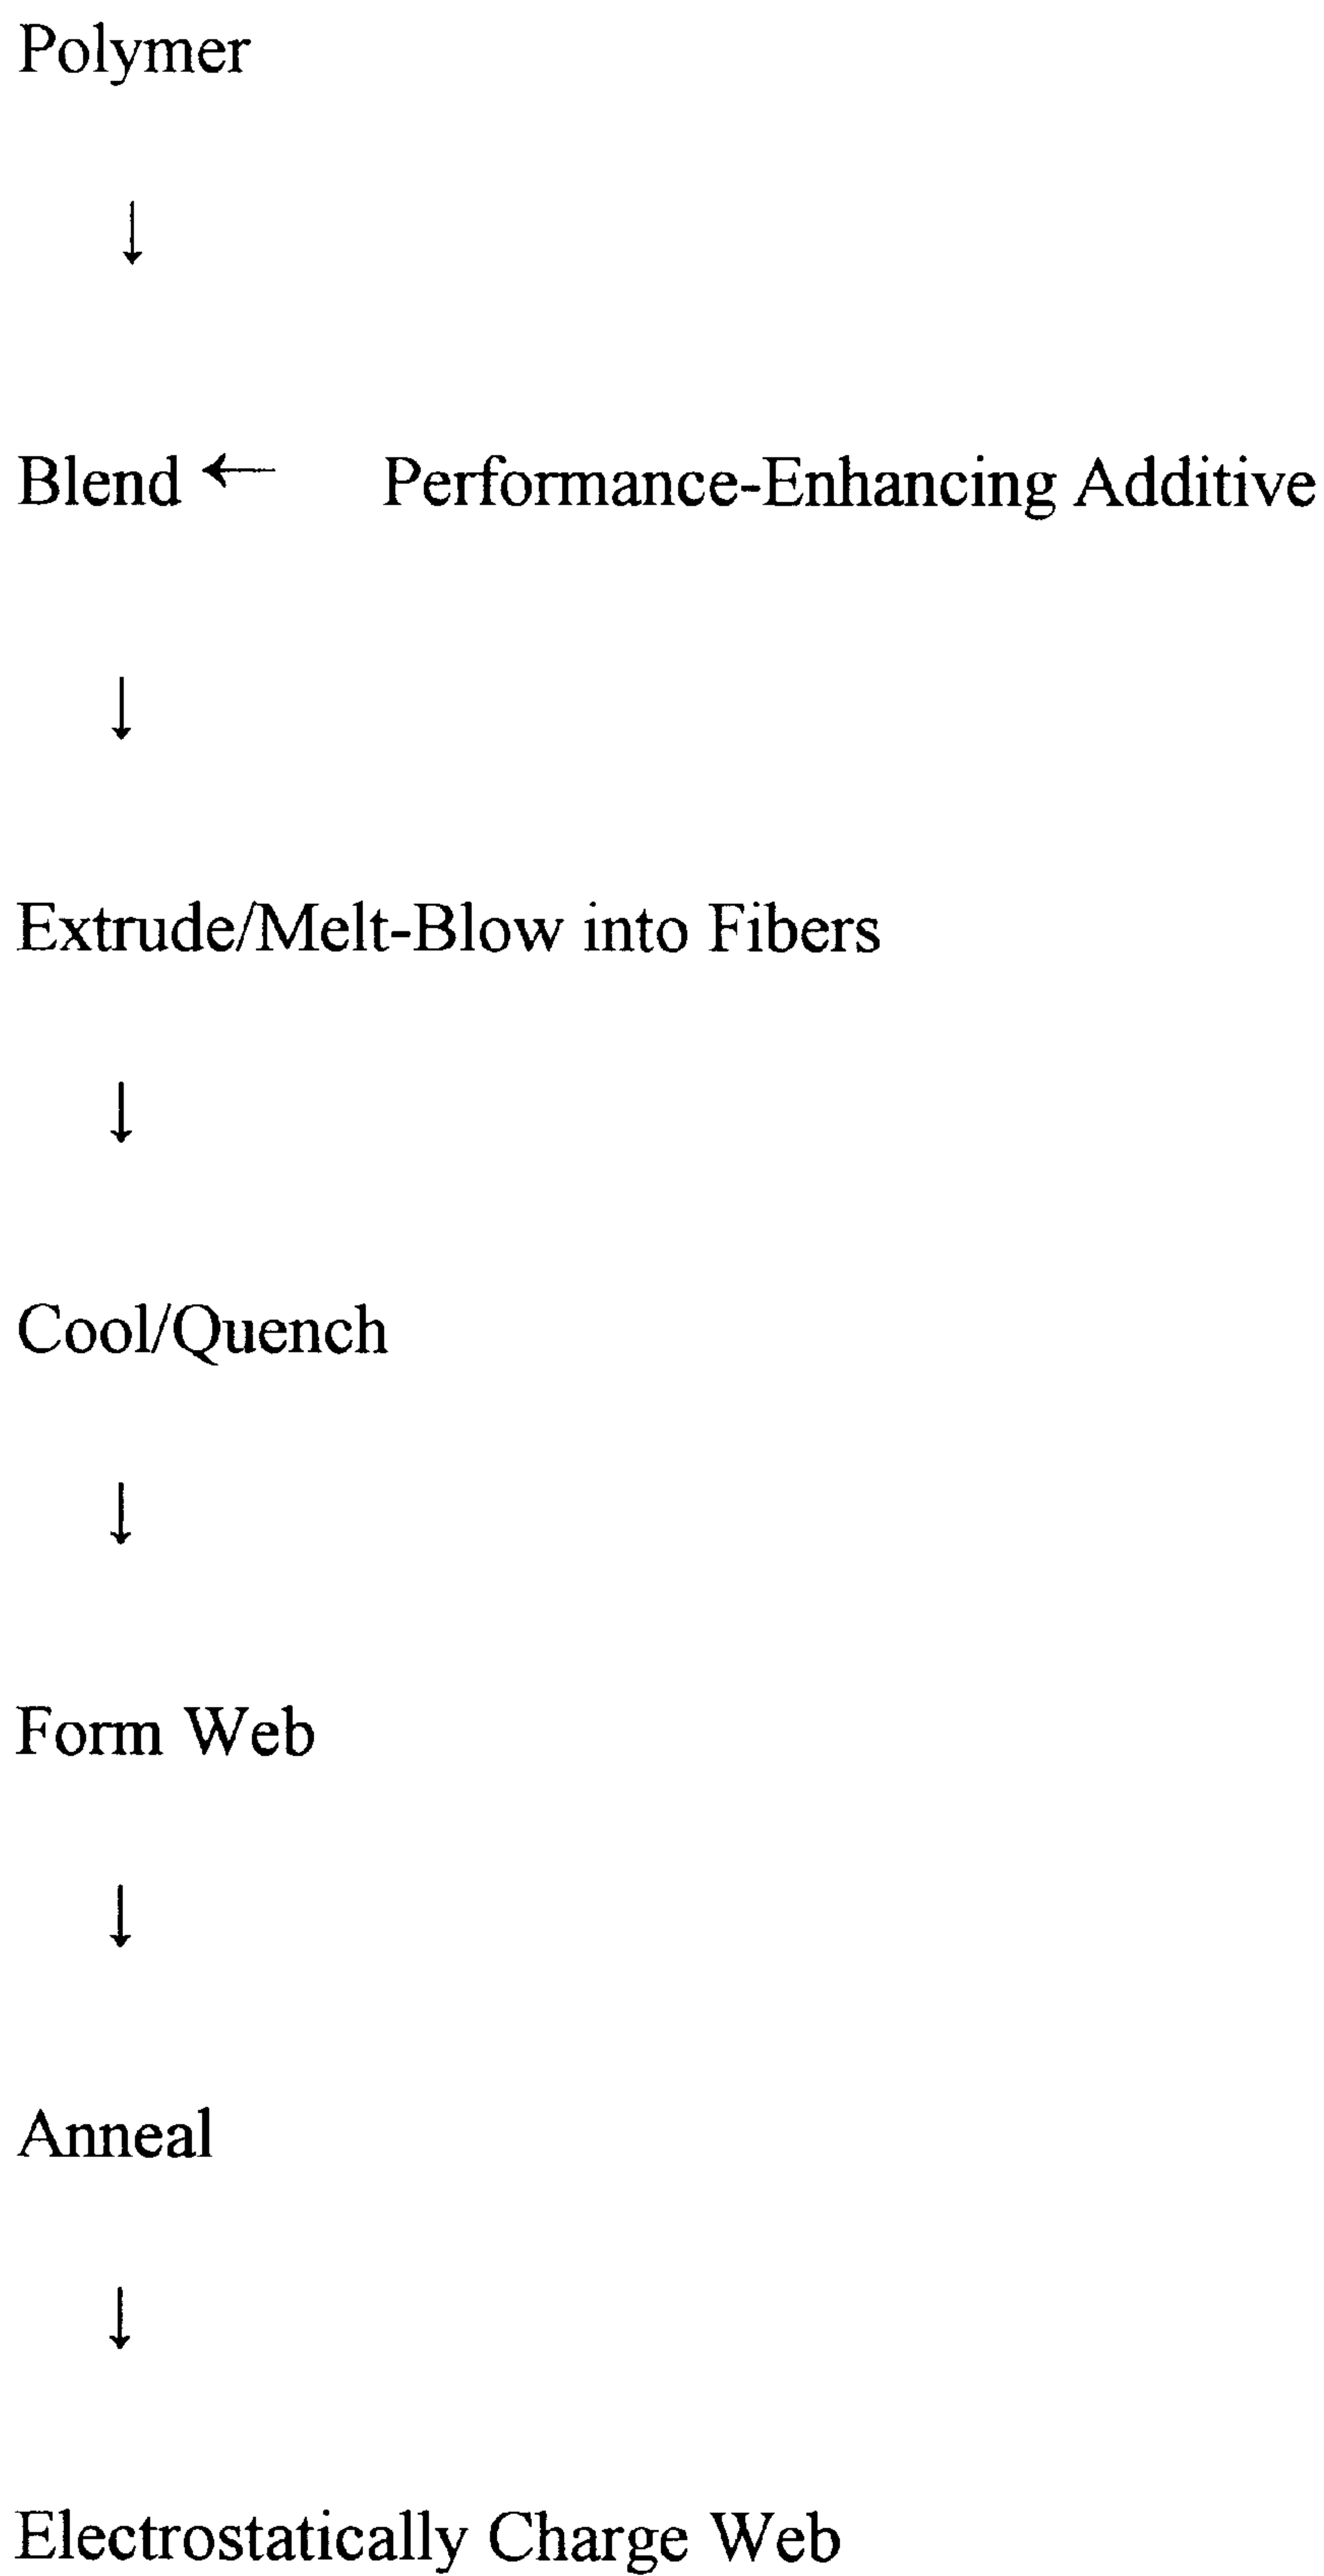 Polymer
↓
Blend ← Performance-Enhancing Additive
↓
Extrude/Melt-Blow into Fibers
↓
Cool/Quench
↓
Form Web
↓
Anneal
↓
Electrostatically Charge Web